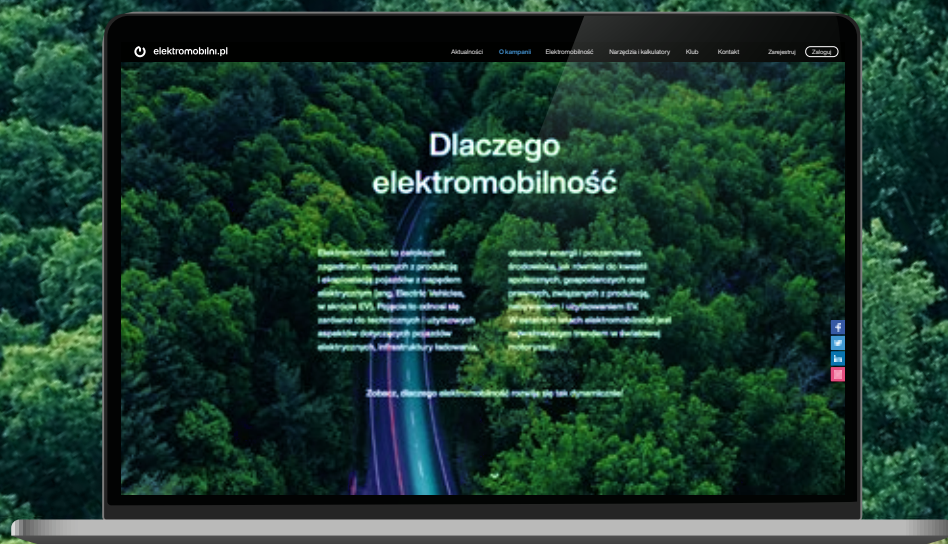 elektromobilni.pl
Aktualności O kampanii Elektromobilność Narzędzia i kalkulatory Klub Kontakt Zarejestruj Zaloguj
Dlaczego
elektromobilność
Elektromobilność to całokształt
zagadnień związanych z produkcją
i eksploatacją pojazdów z napędem
elektrycznym (ang. Electric Vehicles,
w skrócie EV). Pojęcie to odnosi się
zarówno do technicznych i użytkowych
aspektów dotyczących pojazdów
elektrycznych, infrastruktury ładowania,
obszarów energii i poszanowania
środowiska, jak również do kwestii
społecznych, gospodarczych oraz
prawnych, związanych z produkcją,
nabywaniem i użytkowaniem EV.
W ostatnich latach elektromobilność jest
najważniejszym trendem w światowej
motoryzacji.
Zobacz, dlaczego elektromobilność rozwija się tak dynamicznie!